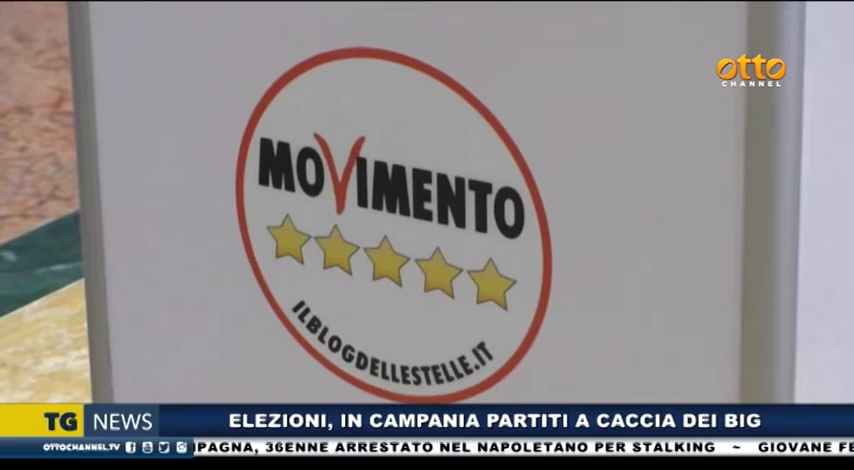 otto
CHANNEL
MOVIMENTO
ILBLOGDELLESTELLE.IT
TG NEWS
ELEZIONI, IN CAMPANIA PARTITI A CACCIA DEI BIG
OTTOCHANNEL.TV
36ENNE ARRESTATO NEL NAPOLETANO PER STALKING ~ GIOVANE